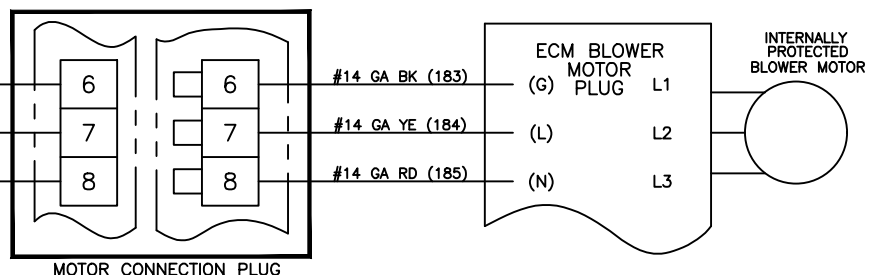 ECM BLOWER
MOTOR
PLUG
INTERNALLY
PROTECTED
BLOWER MOTOR
6 6 #14 GA BK (183) (G) L1
7 7 #14 GA YE (184) (L) L2
8 8 #14 GA RD (185) (N) L3
MOTOR CONNECTION PLUG